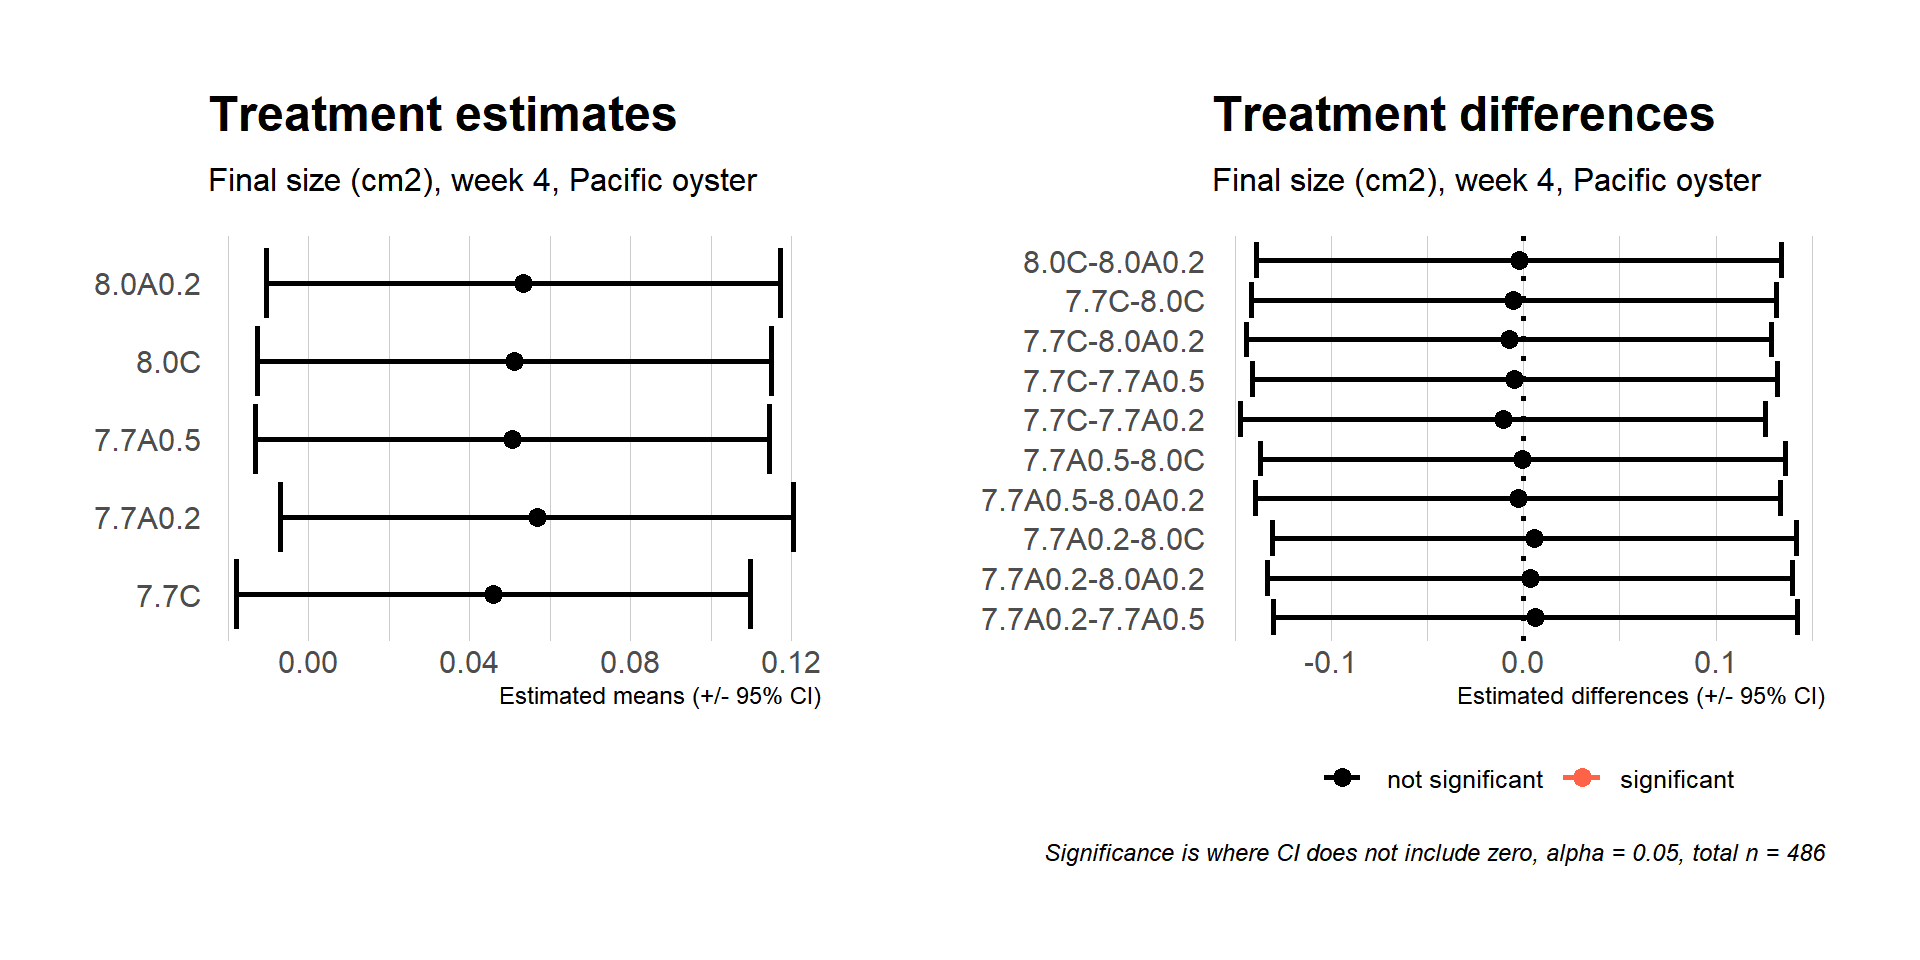 Treatment estimates
Final size (cm2), week 4, Pacific oyster
8.0A0.2
8.0C
7.7A0.5
7.7A0.2
7.7C
0.00 0.04 0.08 0.12
Estimated means (+/- 95% CI)
Treatment differences
Final size (cm2), week 4, Pacific oyster
8.0C-8.0A0.2
7.7C-8.0C
7.7C-8.0A0.2
7.7C-7.7A0.5
7.7C-7.7A0.2
7.7A0.5-8.0C
7.7A0.5-8.0A0.2
7.7A0.2-8.0C
7.7A0.2-8.0A0.2
7.7A0.2-7.7A0.5
-0.1 0.0 0.1
Estimated differences (+/- 95% CI)
not significant significant
Significance is where CI does not include zero, alpha = 0.05, total n = 486